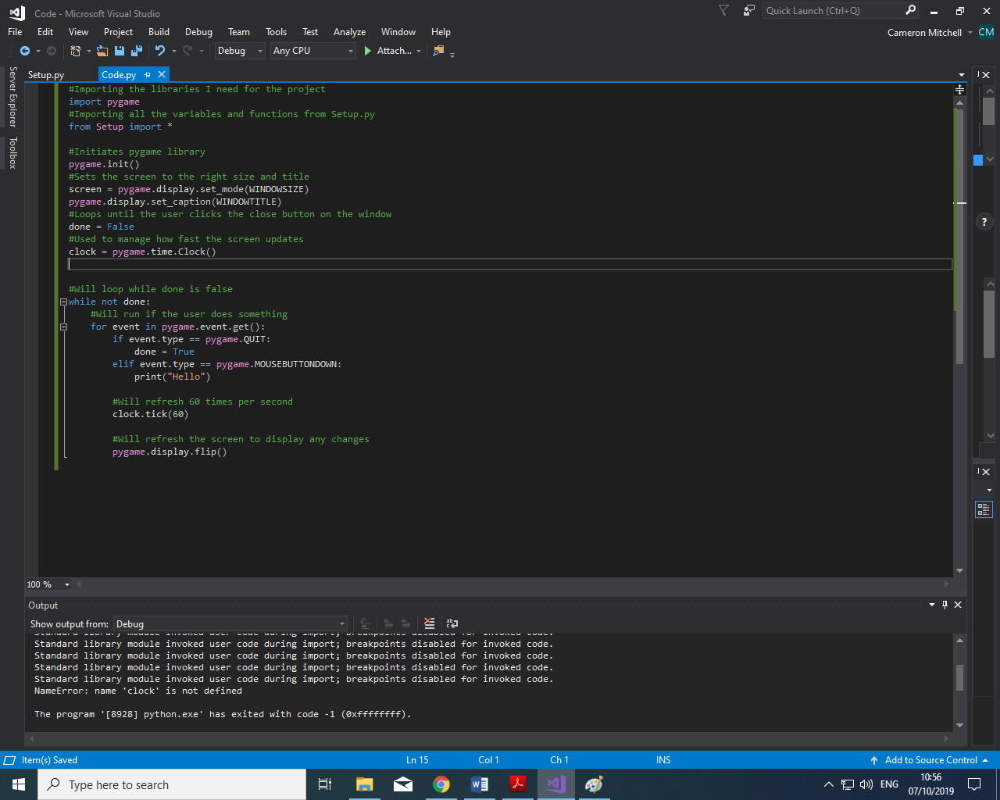 Code - Microsoft Visual Studio
Quick Launch (Ctrl+Q)
File Edit View Project Build Debug Team Tools Test Analyze Window Help
Cameron Mitchell CM
Debug Any CPU Attach...
Server Explorer
Toolbox
Setup.py Code.py
#Importing the libraries I need for the project
import pygame
#Importing all the variables and functions from Setup.py
from Setup import *
#Initiates pygame library
pygame.init()
#Sets the screen to the right size and title
screen = pygame.display.set_mode(WINDOWSIZE)
pygame.display.set_caption(WINDOWTITLE)
#Loops until the user clicks the close button on the window
done = False
#Used to manage how fast the screen updates
clock = pygame.time.Clock()
#Will loop while done is false
while not done:
#Will run if the user does something
for event in pygame.event.get():
if event.type == pygame.QUIT:
done = True
elif event.type == pygame.MOUSEBUTTONDOWN:
print("Hello")
#Will refresh 60 times per second
clock.tick(60)
#Will refresh the screen to display any changes
pygame.display.flip()
100 %
Output
Show output from: Debug
Standard library module invoked user code during import; breakpoints disabled for invoked code.
Standard library module invoked user code during import; breakpoints disabled for invoked code.
Standard library module invoked user code during import; breakpoints disabled for invoked code.
Standard library module invoked user code during import; breakpoints disabled for invoked code.
Standard library module invoked user code during import; breakpoints disabled for invoked code.
NameError: name 'clock' is not defined
The program '[8928] python.exe' has exited with code -1 (0xffffffff).
Item(s) Saved Ln 15 Col 1 Ch 1 INS Add to Source Control
Type here to search
ENG
10:56
07/10/2019